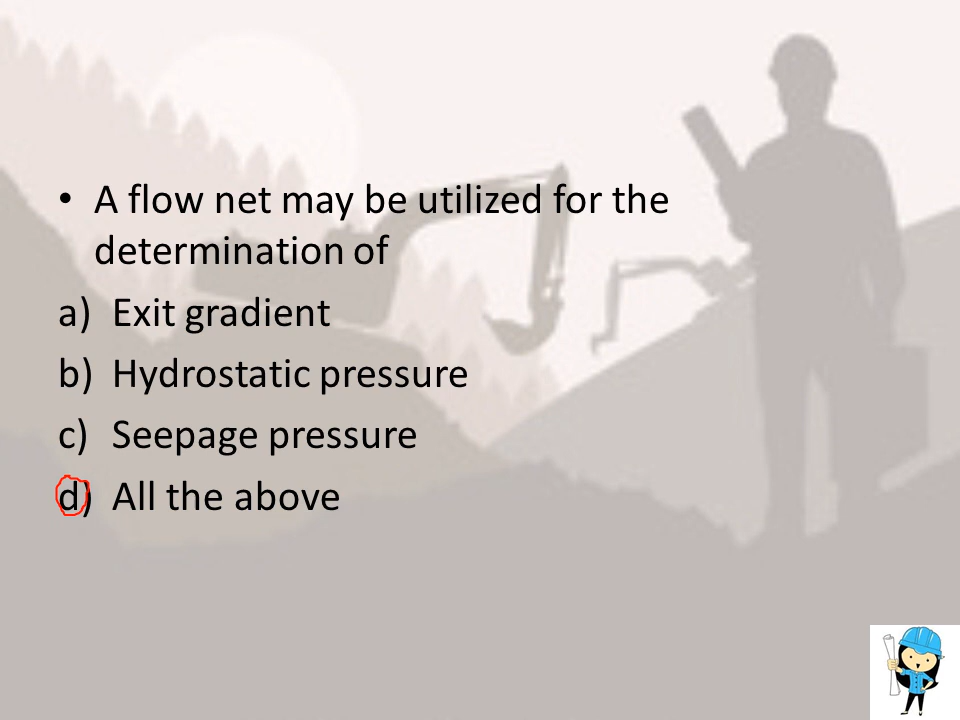 • A flow net may be utilized for the
determination of
a) Exit gradient
b) Hydrostatic pressure
c) Seepage pressure
d) All the above